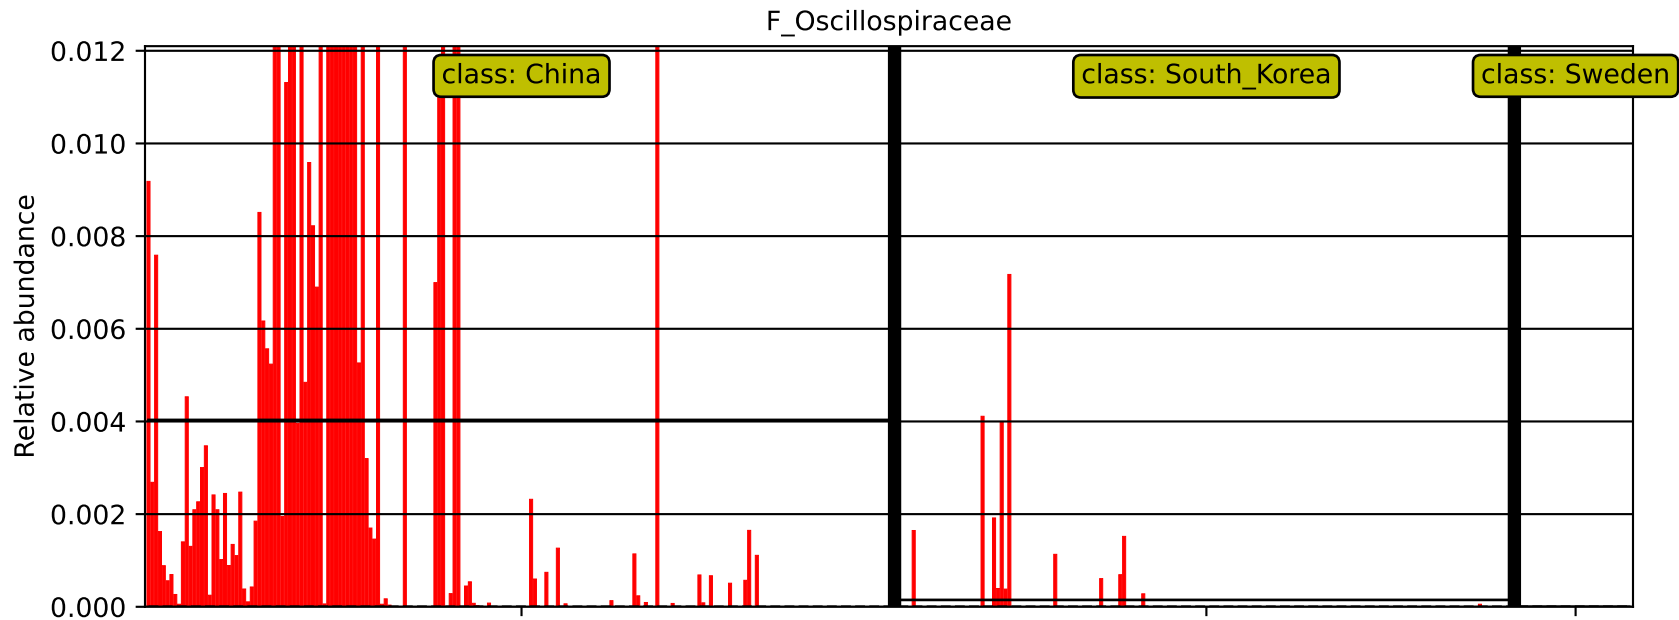 F_Oscillospiraceae
0.012
class: China
class: South_Korea
class: Sweden
0.010
0.008
0.006
0.004
0.002
0.000
Relative abundance